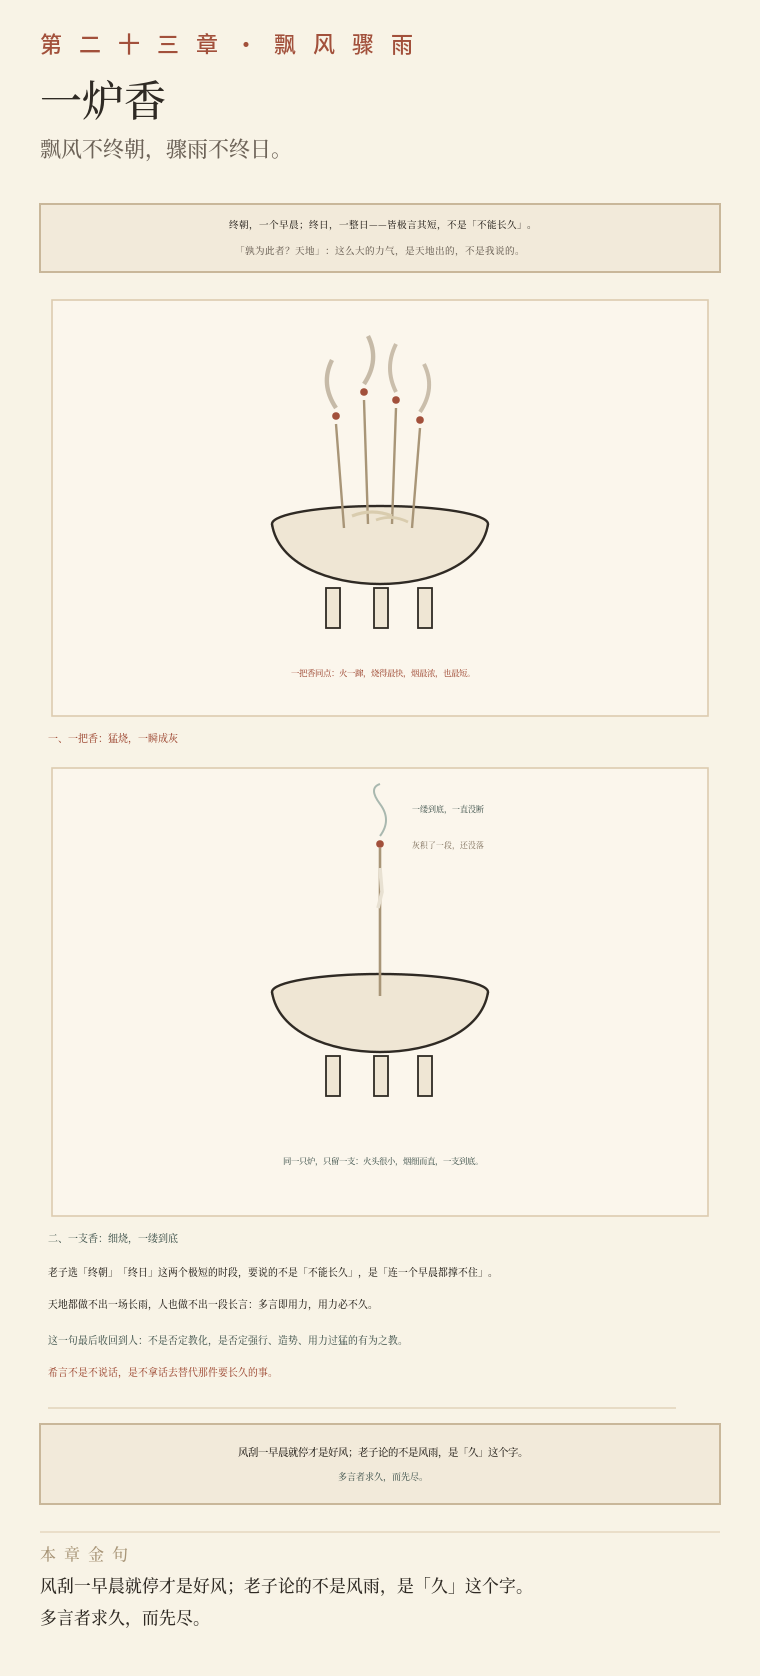 第二十三章·飘风骤雨
一炉香
飘风不终朝，骤雨不终日。
终朝，一个早晨；终日，一整日——皆极言其短，不是「不能长久」。
「孰为此者？天地」：这么大的力气，是天地出的，不是我说的。
一把香同点：火一蹿，烧得最快，烟最浓，也最短。
一、一把香：猛烧，一瞬成灰
一缕到底，一直没断
灰积了一段，还没落
同一只炉，只留一支：火头很小，烟细而直，一支到底。
二、一支香：细烧，一缕到底
老子选「终朝」「终日」这两个极短的时段，要说的不是「不能长久」，是「连一个早晨都撑不住」。
天地都做不出一场长雨，人也做不出一段长言：多言即用力，用力必不久。
这一句最后收回到人：不是否定教化，是否定强行、造势、用力过猛的有为之教。
希言不是不说话，是不拿话去替代那件要长久的事。
风刮一早晨就停才是好风；老子论的不是风雨，是「久」这个字。
多言者求久，而先尽。
本章金句
风刮一早晨就停才是好风；老子论的不是风雨，是「久」这个字。
多言者求久，而先尽。